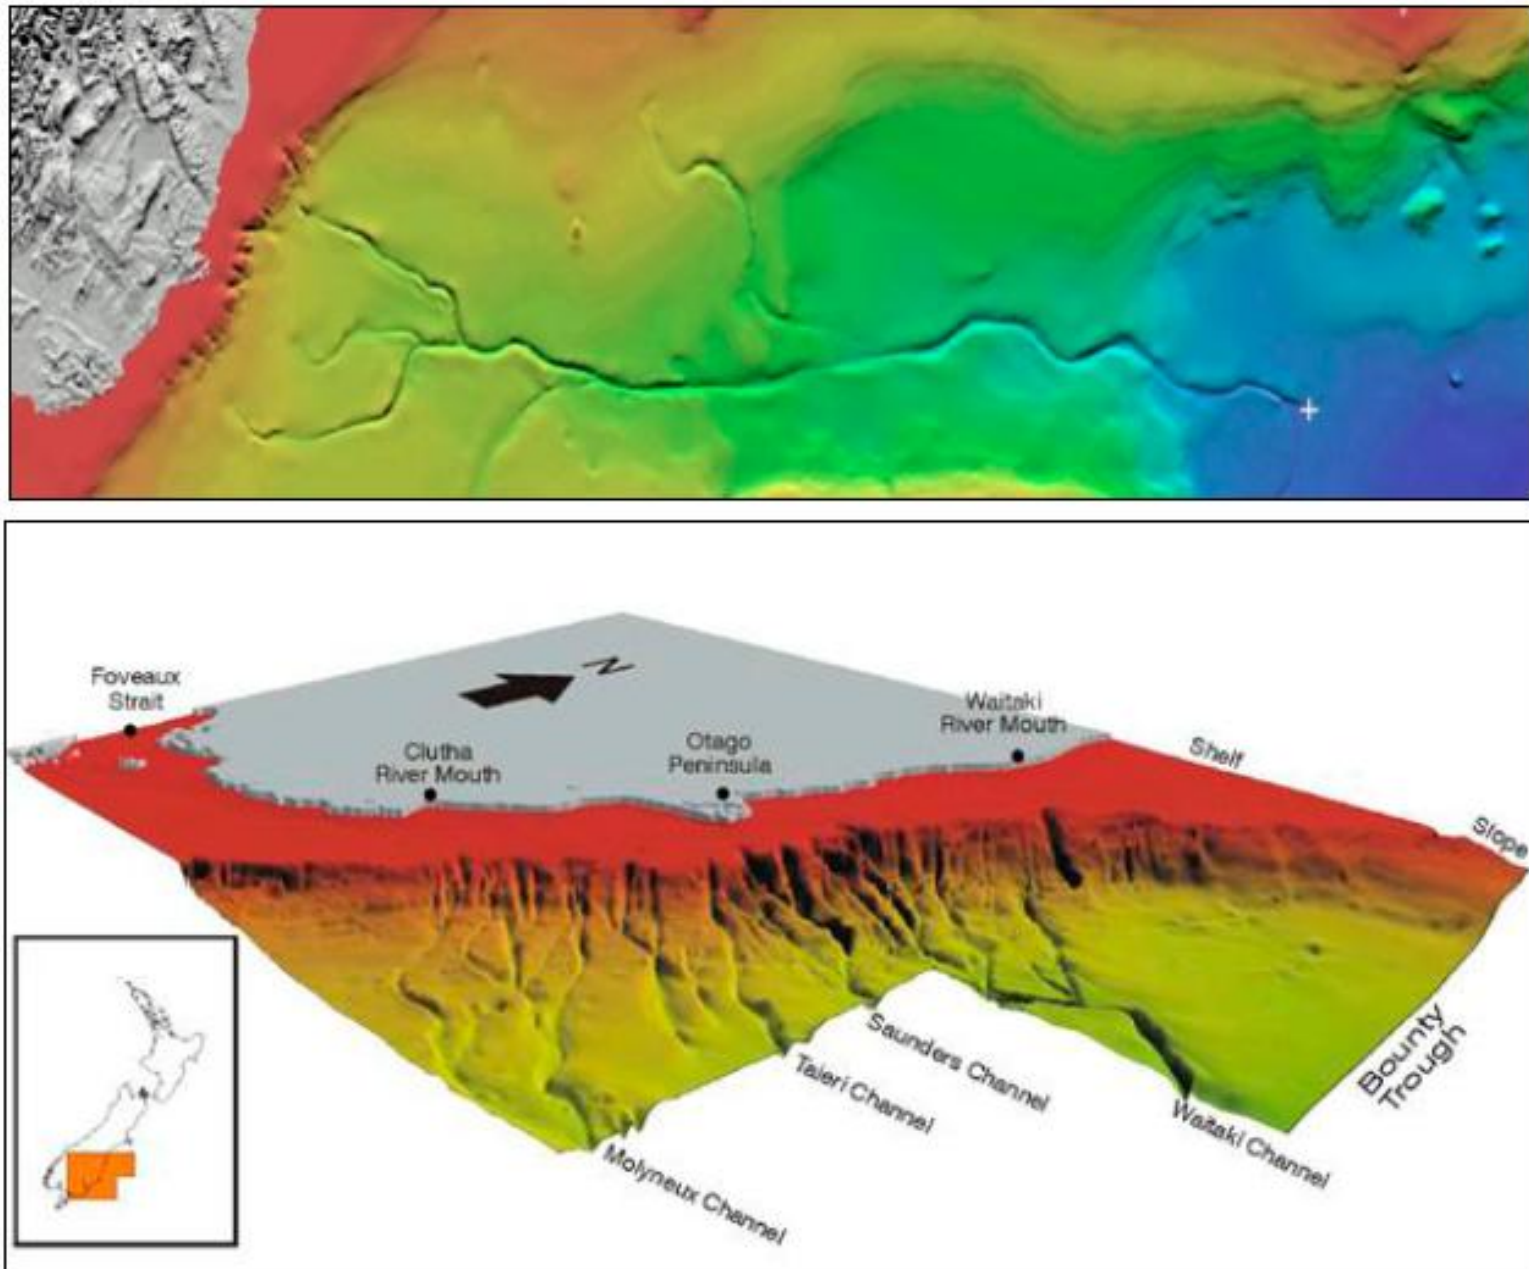 Foveaux
Strait
Clutha
River Mouth
Otago
Peninsula
Waitaki
River Mouth
N
Shelf
Slope
Saunders Channel
Taieri Channel
Molyneux Channel
Waitaki Channel
Bounty
Trough